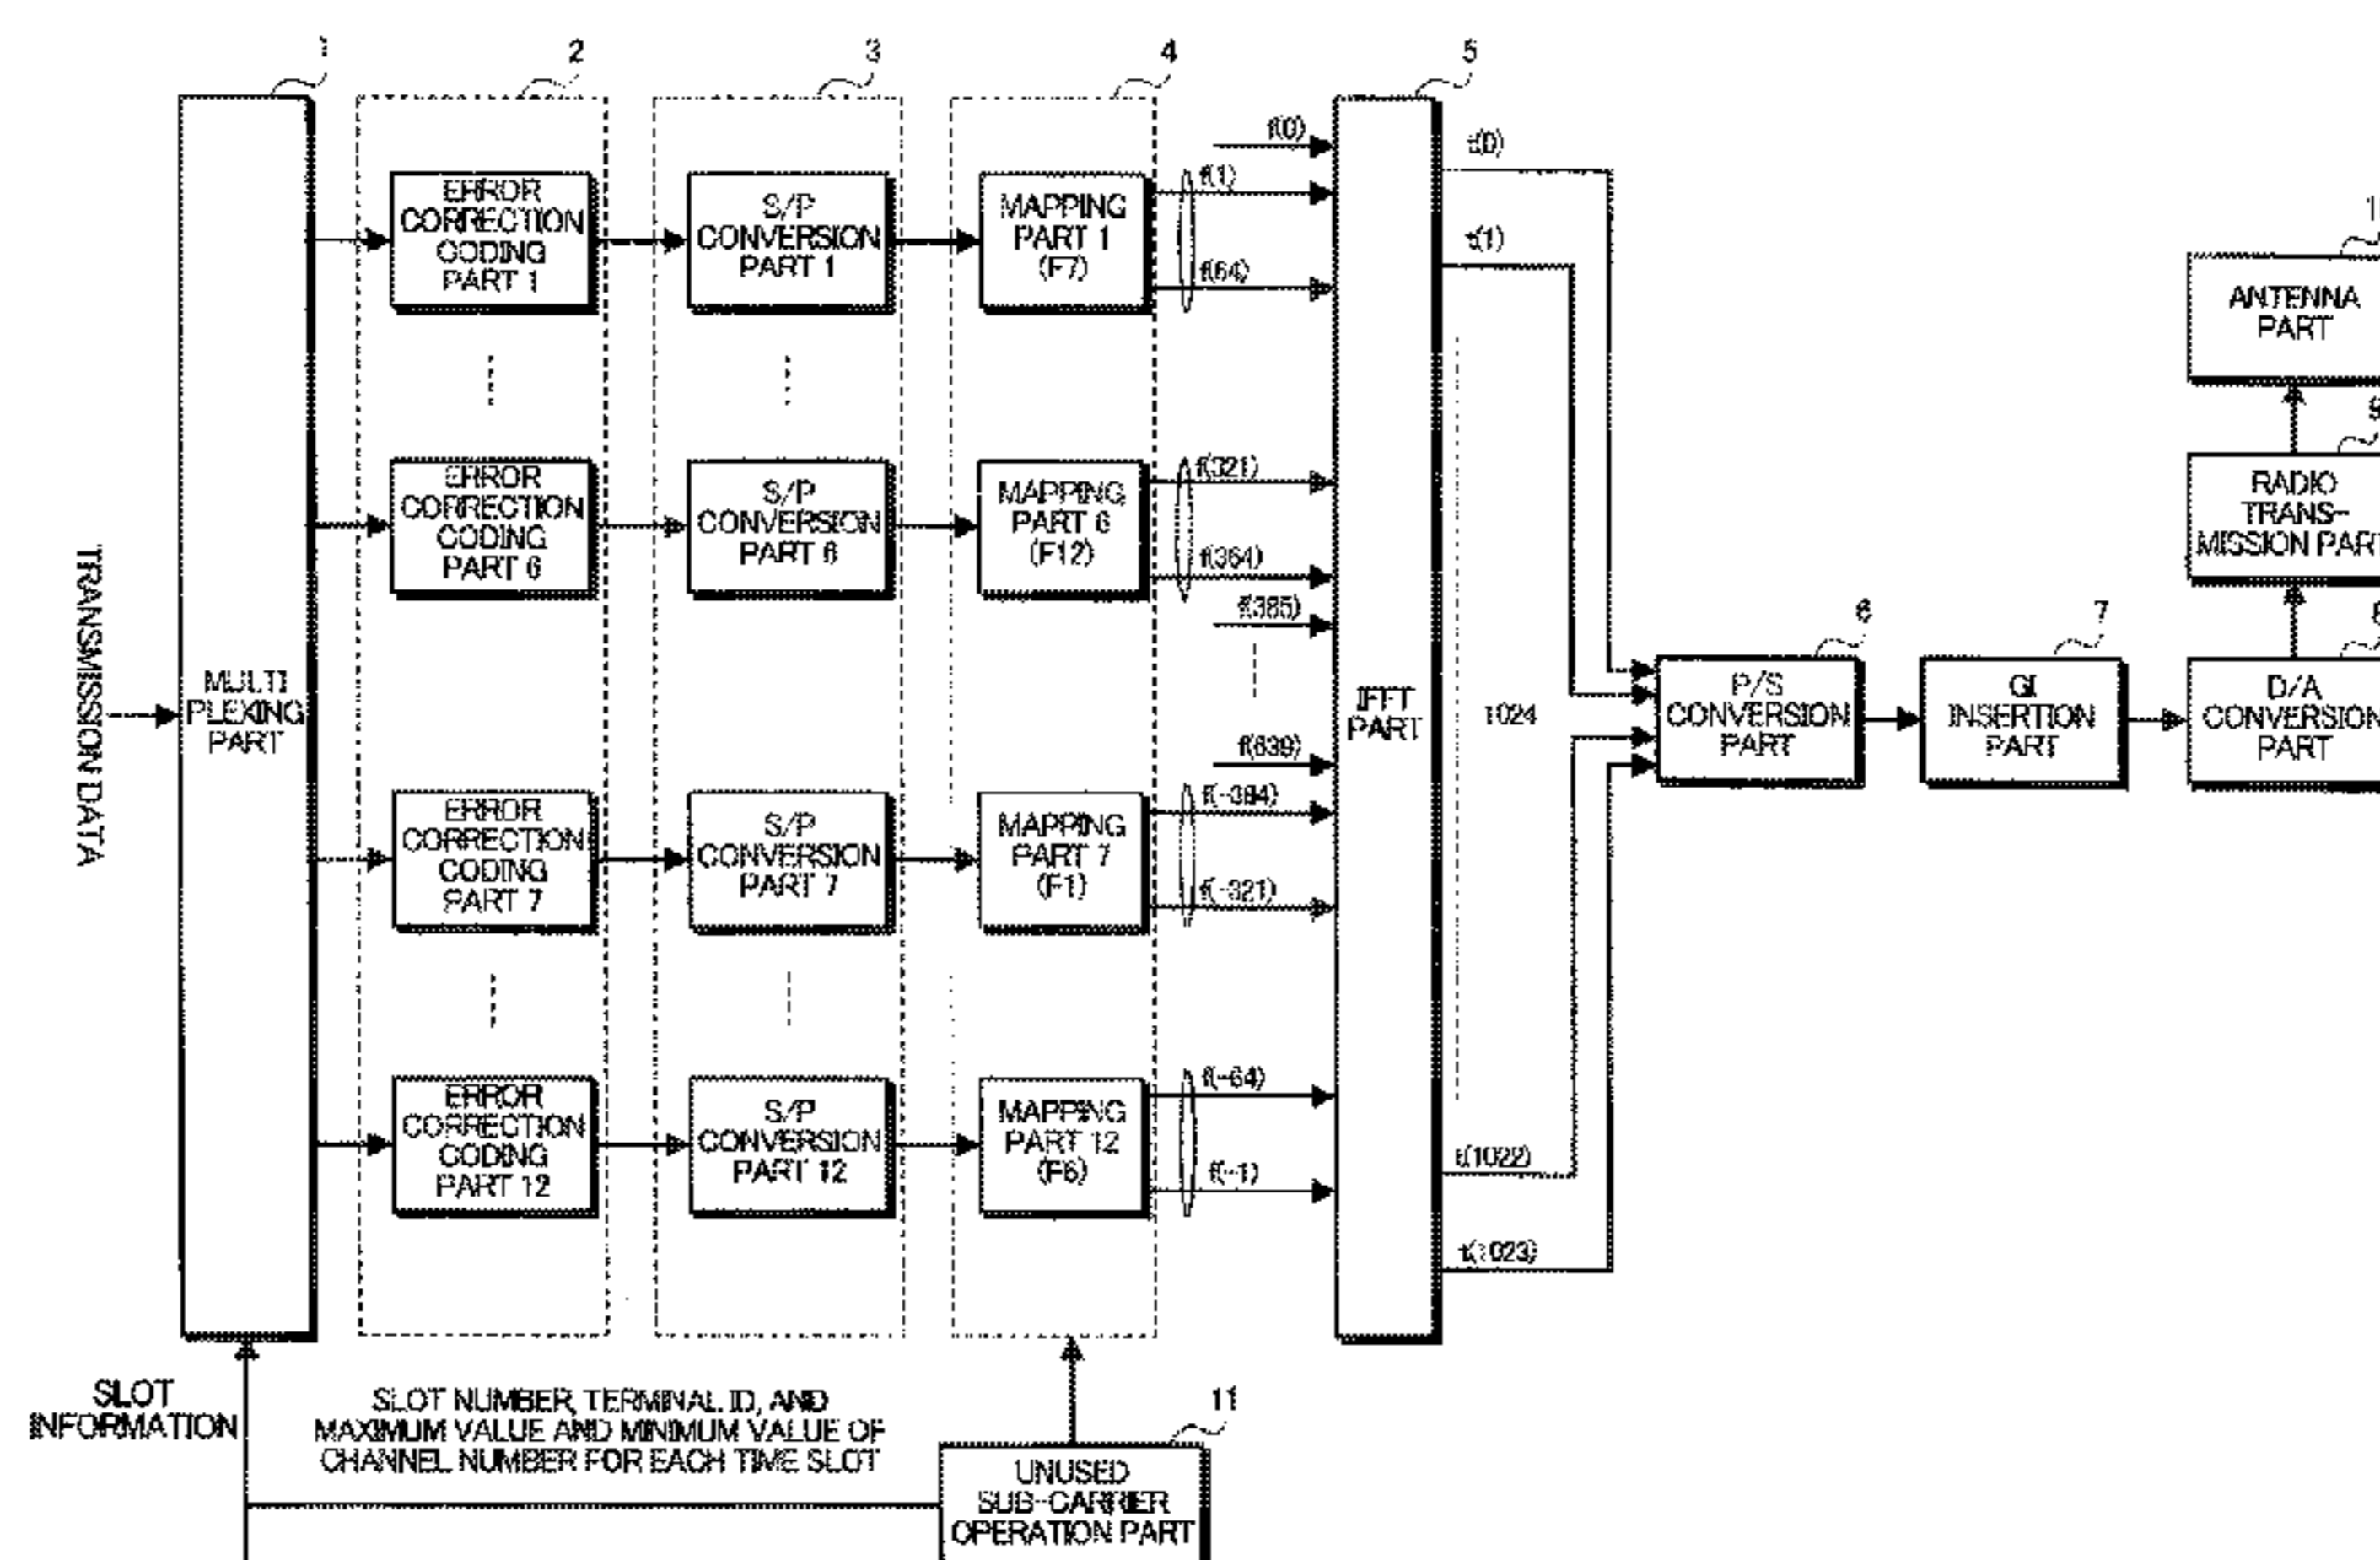 1
2
3
4
5
TRANSMISSION DATA
MULTI
PLEXING
PART
ERROR
CORRECTION
CODING
PART 1
S/P
CONVERSION
PART 1
MAPPING
PART 1
(F7)
f(0)
f(1)
f(64)
ERROR
CORRECTION
CODING
PART 6
S/P
CONVERSION
PART 6
MAPPING
PART 6
(F12)
f(321)
f(364)
f(385)
f(639)
ERROR
CORRECTION
CODING
PART 7
S/P
CONVERSION
PART 7
MAPPING
PART 7
(F1)
f(-384)
f(-321)
ERROR
CORRECTION
CODING
PART 12
S/P
CONVERSION
PART 12
MAPPING
PART 12
(F6)
f(-64)
f(-1)
IFFT
PART
t(0)
t(1)
1024
t(1022)
t(1023)
6
P/S
CONVERSION
PART
7
GI
INSERTION
PART
8
D/A
CONVERSION
PART
9
RADIO
TRANS-
MISSION PART
1
ANTENNA
PART
SLOT
INFORMATION
SLOT NUMBER, TERMINAL ID, AND
MAXIMUM VALUE AND MINIMUM VALUE OF
CHANNEL NUMBER FOR EACH TIME SLOT
11
UNUSED
SUB-CARRIER
OPERATION PART